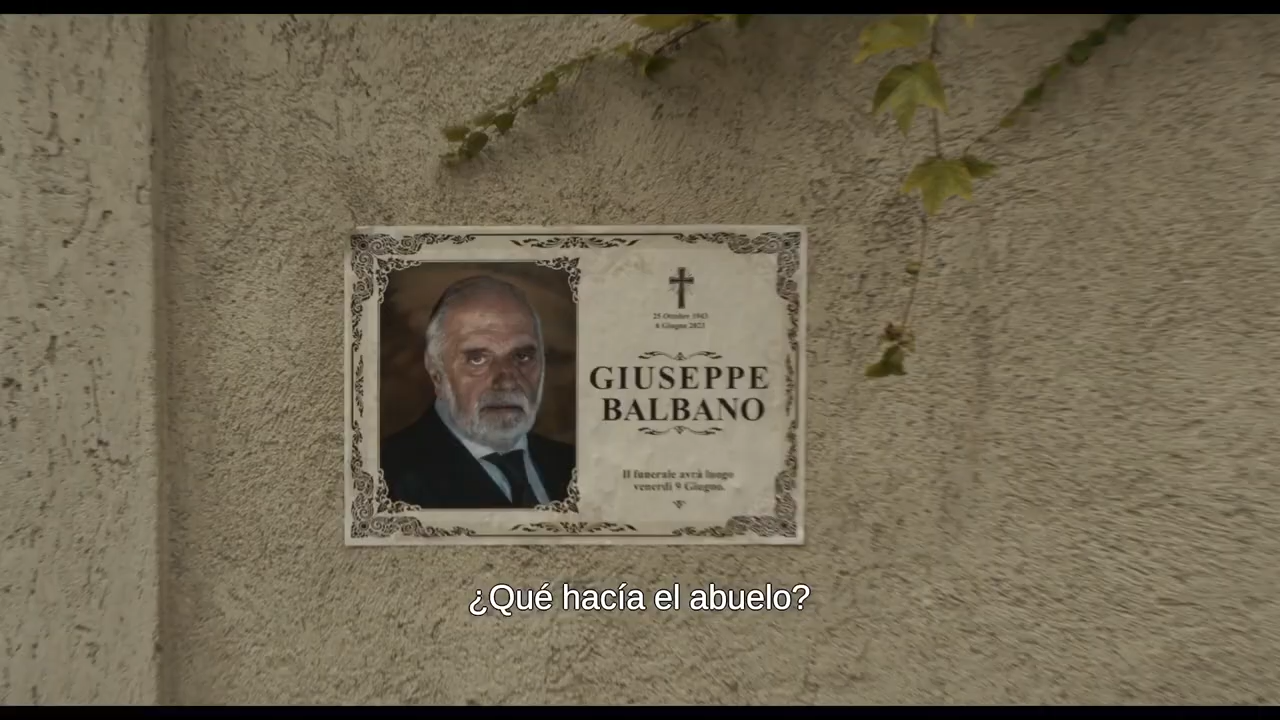 25 Ottobre 1943
6 Giugno 2023
GIUSEPPE
BALBANO
Il funerale avrà luogo
venerdì 9 Giugno.
¿Qué hacía el abuelo?